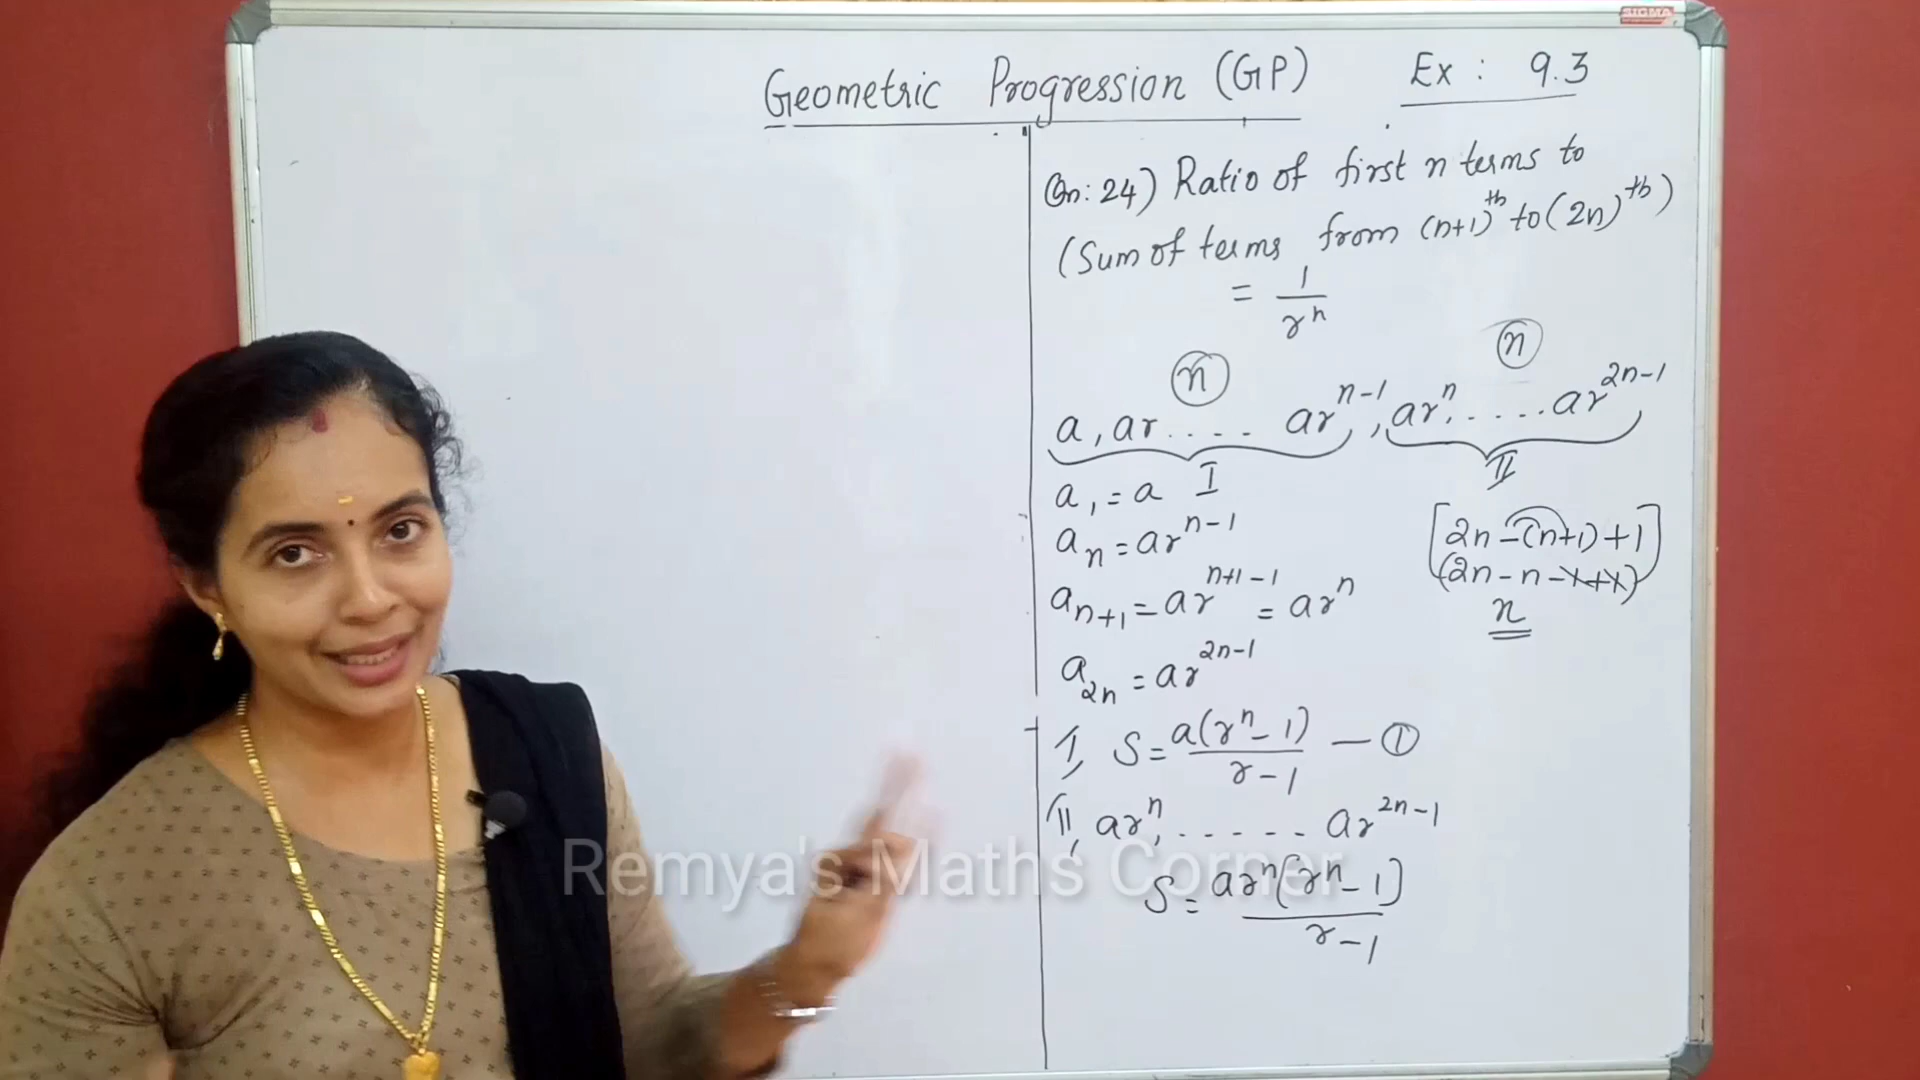 SIGMA
Geometric Progression (GP) Ex : 9.3
Qn: 24) Ratio of first n terms to
(Sum of terms from (n+1)^th to (2n)^th)
= 1/r^n
n n
a, ar .... ar^n-1, ar^n, .... ar^2n-1
I II
a₁ = a
aₙ = ar^n-1
[2n-(n+1)+1]
(2n-n-1+1)
n
aₙ₊₁ = ar^n+1-1 = ar^n
a₂ₙ = ar^2n-1
I, S = a(r^n-1)/r-1 — ①
II, ar^n, ...... ar^2n-1
S = ar^n(r^n-1)/r-1
Remya's Maths Corner